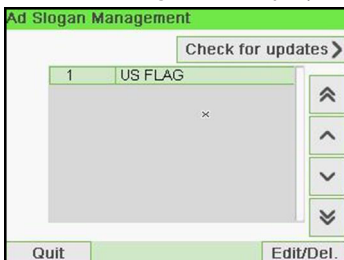 Ad Slogan Management
Check for updates
1 US FLAG
Quit Edit/Del.